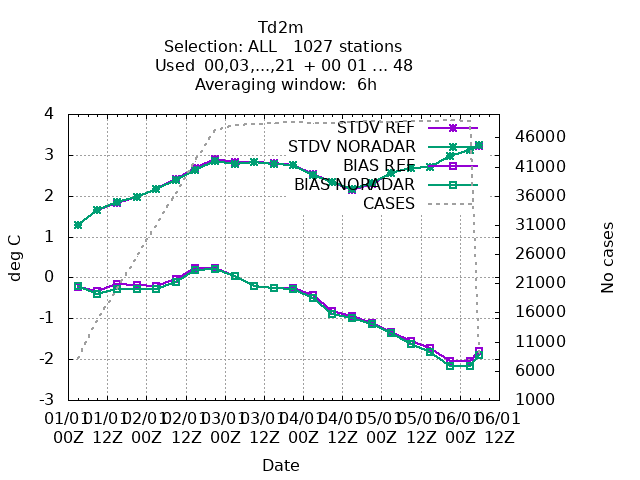 Td2m
Selection: ALL   1027 stations
Used  00,03,...,21  + 00 01 ... 48
Averaging window:  6h
STDV REF
STDV NORADAR
BIAS REF
BIAS NORADAR
CASES
4
3
2
1
0
-1
-2
-3
deg C
46000
41000
36000
31000
26000
21000
16000
11000
6000
1000
No cases
01/01 01/01 02/01 02/01 03/01 03/01 04/01 04/01 05/01 05/01 06/01 06/01
00Z 12Z 00Z 12Z 00Z 12Z 00Z 12Z 00Z 12Z 00Z 12Z
Date